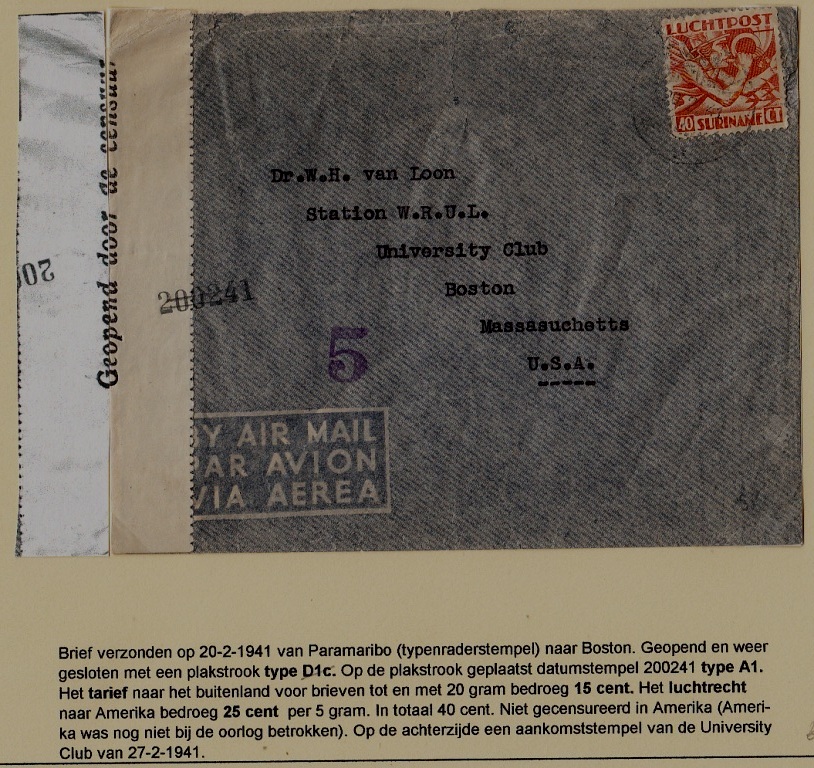 LUCHTPOST
40 SURINAME CT
Dr.W.H. van Loon
Station W.R.U.L.
University Club
Boston
Massasuchetts
U.S.A.
Geopend door de censuur
200
200241
5
BY AIR MAIL
PAR AVION
VIA AEREA
Brief verzonden op 20-2-1941 van Paramaribo (typenraderstempel) naar Boston. Geopend en weer
gesloten met een plakstrook type D1c. Op de plakstrook geplaatst datumstempel 200241 type A1.
Het tarief naar het buitenland voor brieven tot en met 20 gram bedroeg 15 cent. Het luchtrecht
naar Amerika bedroeg 25 cent per 5 gram. In totaal 40 cent. Niet gecensureerd in Amerika (Ameri-
ka was nog niet bij de oorlog betrokken). Op de achterzijde een aankomststempel van de University
Club van 27-2-1941.